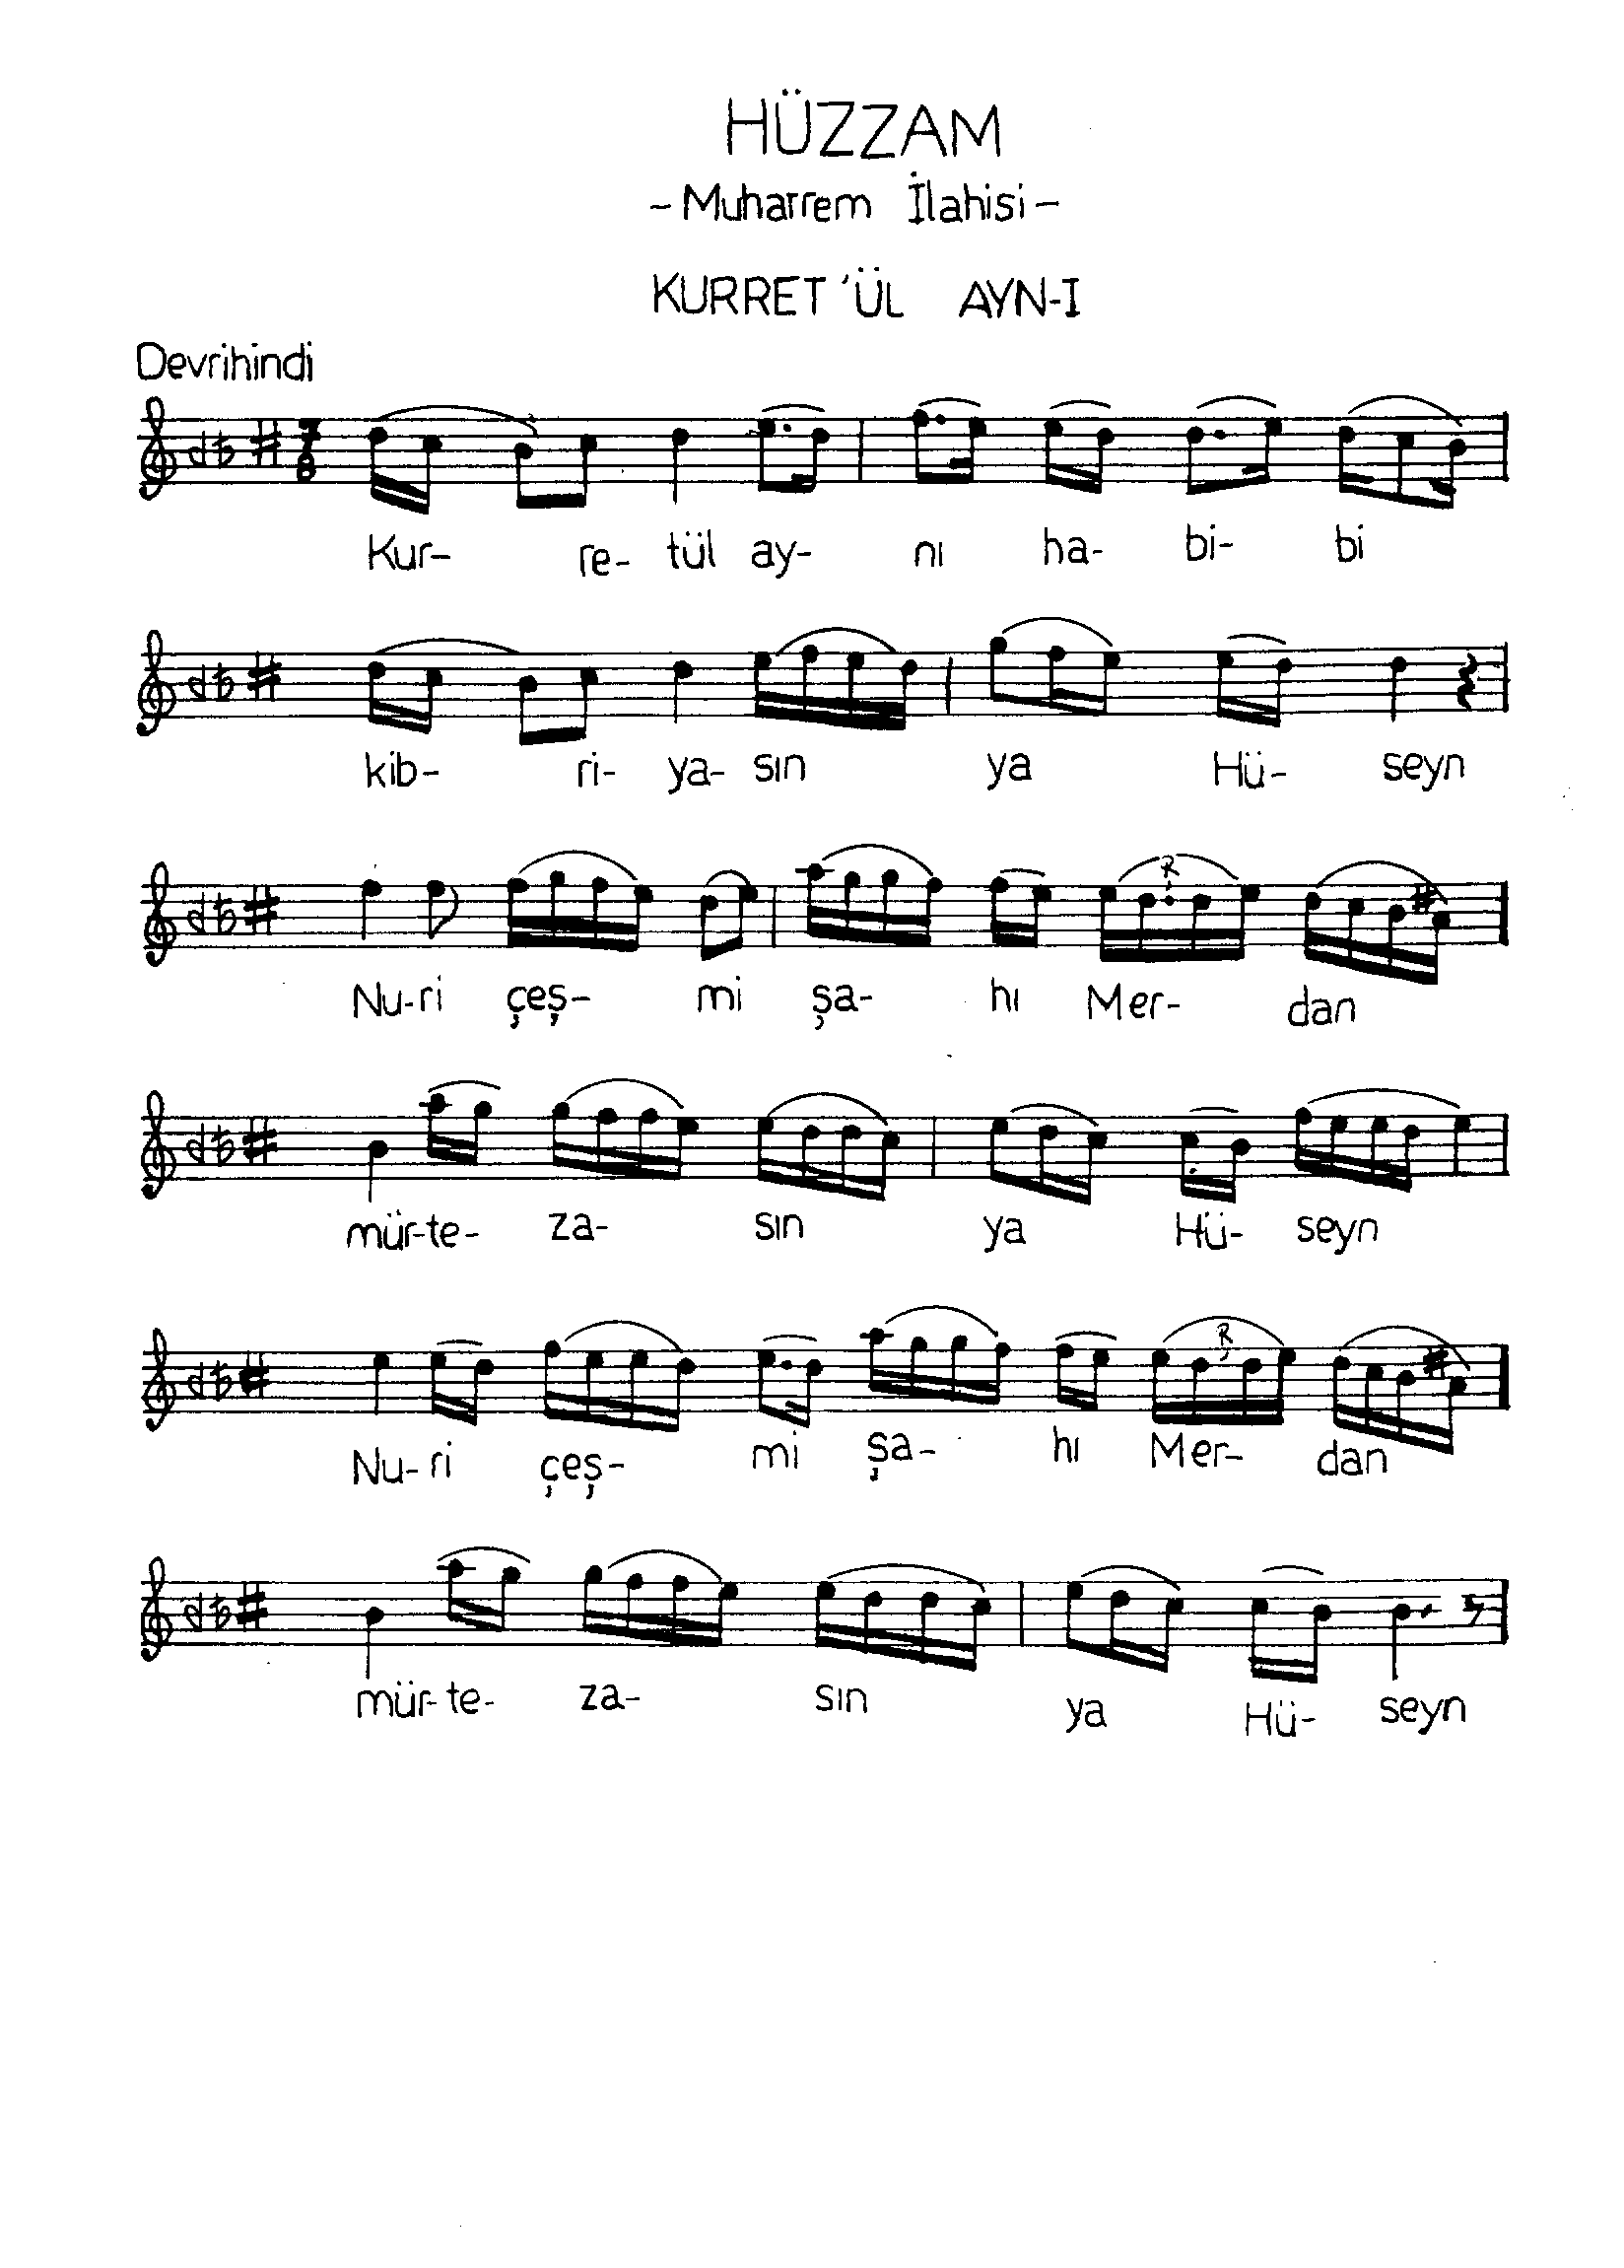 HÜZZAM
-Muharrem İlahisi-
KURRET'ÜL AYN-I
Devrihindi
7
8
Kur- re- tül ay- nı ha- bi- bi
kib- ri- ya- sın ya Hü- seyn
R
Nu-ri çeş- mi şa- hı Mer- dan
mür-te- za- sın ya Hü- seyn
R
Nu-ri çeş- mi şa- hı Mer- dan
mür-te- za- sın ya Hü- seyn